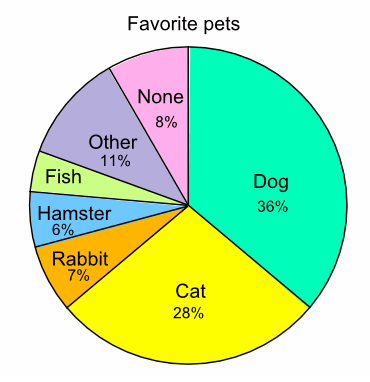 Favorite pets
None
8%
Other
11%
Fish
Dog
36%
Hamster
6%
Rabbit
7%
Cat
28%